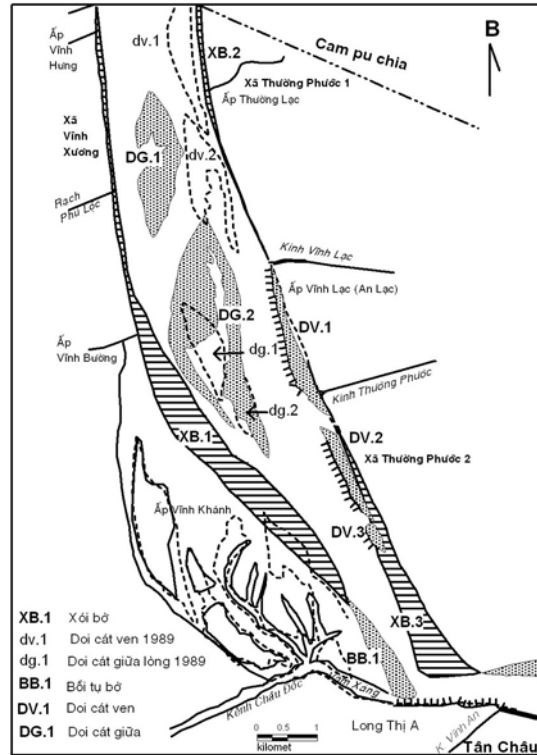 Ấp
Vĩnh
Hưng
dv.1
XB.2
Cam pu chia
B
Xã Thường Phước 1
Ấp Thường Lạc
Xã
Vĩnh
Xương
DG.1
dv.2
Rạch
Phú Lộc
Kinh Vĩnh Lạc
Ấp Vĩnh Lạc (An Lạc)
DG.2
DV.1
Ấp
Vĩnh Bường
dg.1
Kinh Thường Phước
dg.2
XB.1
DV.2
Xã Thường Phước 2
Ấp Vĩnh Khánh
DV.3
XB.3
XB.1 Xói bờ
dv.1 Doi cát ven 1989
dg.1 Doi cát giữa lòng 1989
BB.1 Bồi tụ bờ
DV.1 Doi cát ven
DG.1 Doi cát giữa
BB.1
Kênh Châu Đốc
Xang
0 0.5 1
kilomet
Long Thị A
K. Vĩnh An
Tân Châu